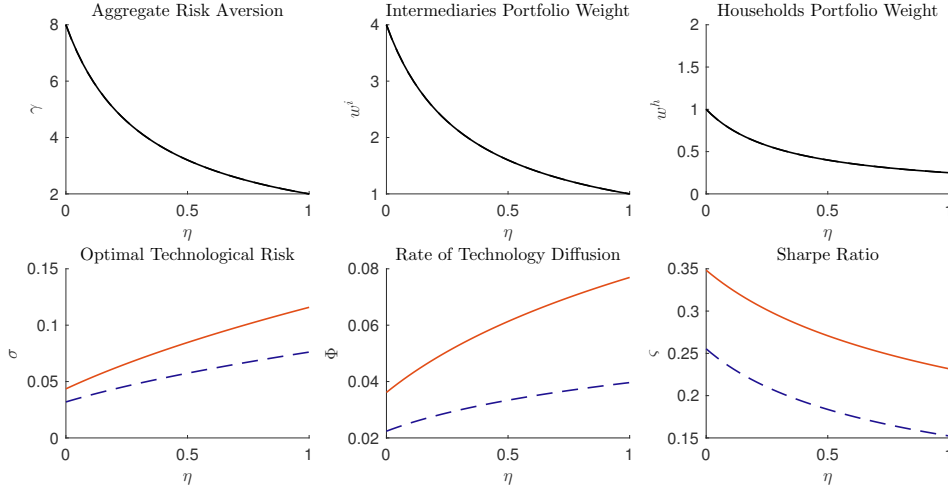 Aggregate Risk Aversion
8
6
4
2
γ
0
0.5
1
η
Intermediaries Portfolio Weight
4
3
2
1
w^i
0
0.5
1
η
Households Portfolio Weight
2
1.5
1
0.5
0
w^h
0
0.5
1
η
Optimal Technological Risk
0.15
0.1
0.05
0
σ
0
0.5
1
η
Rate of Technology Diffusion
0.08
0.06
0.04
0.02
Φ
0
0.5
1
η
Sharpe Ratio
0.35
0.3
0.25
0.2
0.15
ς
0
0.5
1
η